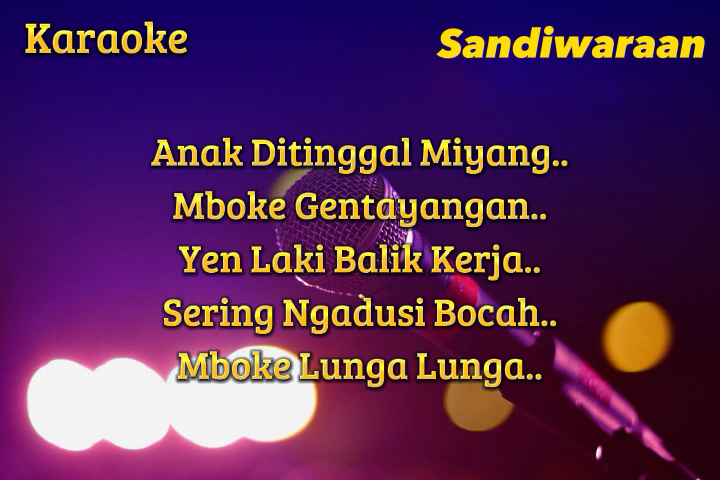 Karaoke
Sandiwaraan
Anak Ditinggal Miyang..
Mboke Gentayangan..
Yen Laki Balik Kerja..
Sering Ngadusi Bocah..
Mboke Lunga Lunga..